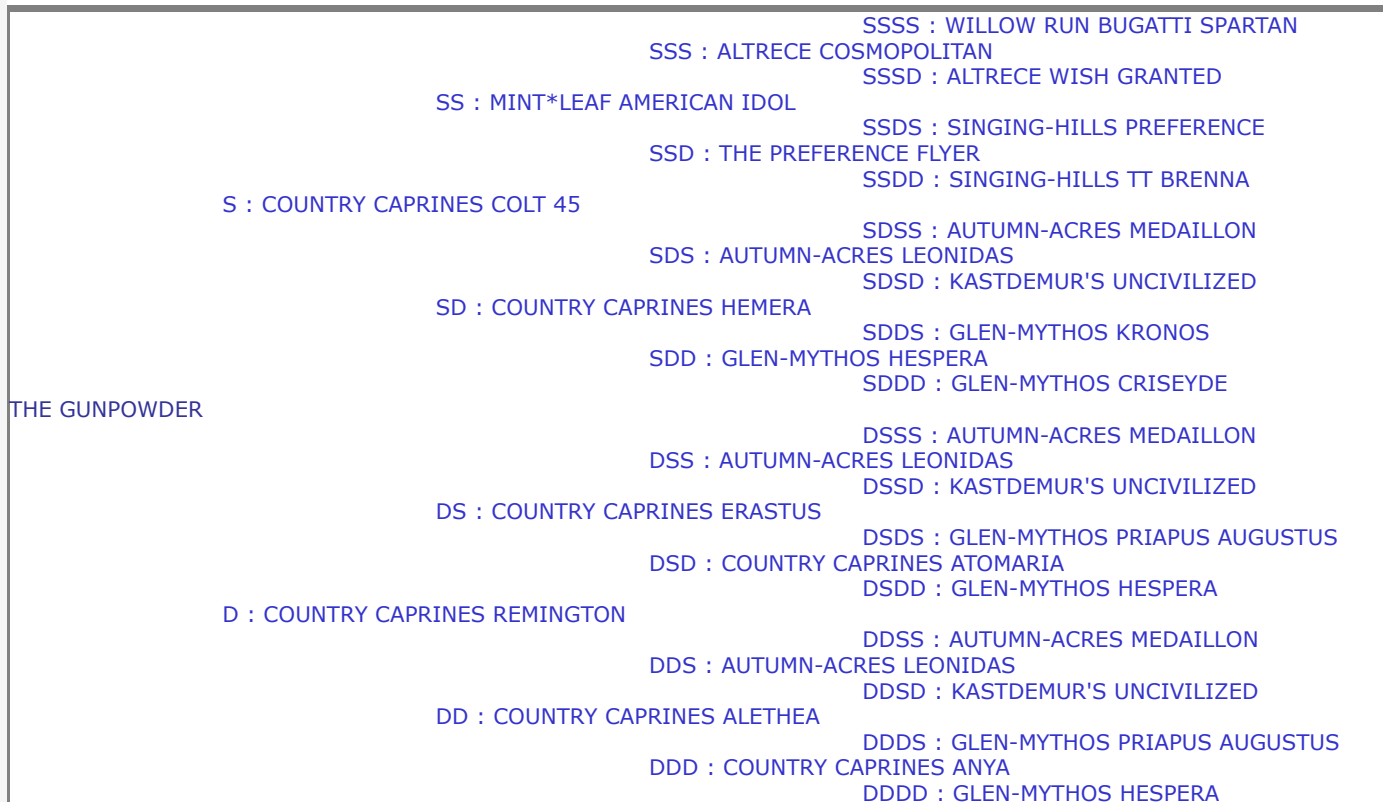 SSSS : WILLOW RUN BUGATTI SPARTAN
SSS : ALTRECE COSMOPOLITAN
SSSD : ALTRECE WISH GRANTED
SS : MINT*LEAF AMERICAN IDOL
SSDS : SINGING-HILLS PREFERENCE
SSD : THE PREFERENCE FLYER
SSDD : SINGING-HILLS TT BRENNA
S : COUNTRY CAPRINES COLT 45
SDSS : AUTUMN-ACRES MEDAILLON
SDS : AUTUMN-ACRES LEONIDAS
SDSD : KASTDEMUR'S UNCIVILIZED
SD : COUNTRY CAPRINES HEMERA
SDDS : GLEN-MYTHOS KRONOS
SDD : GLEN-MYTHOS HESPERA
SDDD : GLEN-MYTHOS CRISEYDE
THE GUNPOWDER
DSSS : AUTUMN-ACRES MEDAILLON
DSS : AUTUMN-ACRES LEONIDAS
DSSD : KASTDEMUR'S UNCIVILIZED
DS : COUNTRY CAPRINES ERASTUS
DSDS : GLEN-MYTHOS PRIAPUS AUGUSTUS
DSD : COUNTRY CAPRINES ATOMARIA
DSDD : GLEN-MYTHOS HESPERA
D : COUNTRY CAPRINES REMINGTON
DDSS : AUTUMN-ACRES MEDAILLON
DDS : AUTUMN-ACRES LEONIDAS
DDSD : KASTDEMUR'S UNCIVILIZED
DD : COUNTRY CAPRINES ALETHEA
DDDS : GLEN-MYTHOS PRIAPUS AUGUSTUS
DDD : COUNTRY CAPRINES ANYA
DDDD : GLEN-MYTHOS HESPERA